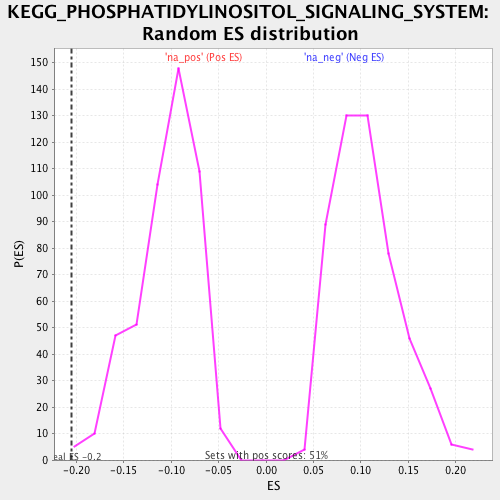 KEGG_PHOSPHATIDYLINOSITOL_SIGNALING_SYSTEM:
Random ES distribution
'na_pos' (Pos ES) 'na_neg' (Neg ES)
150
140
130
120
110
100
90
80
70
60
50
40
30
20
10
0
P(ES)
eal ES -0.2 Sets with pos scores: 51%
-0.20 -0.15 -0.10 -0.05 0.00 0.05 0.10 0.15 0.20
ES